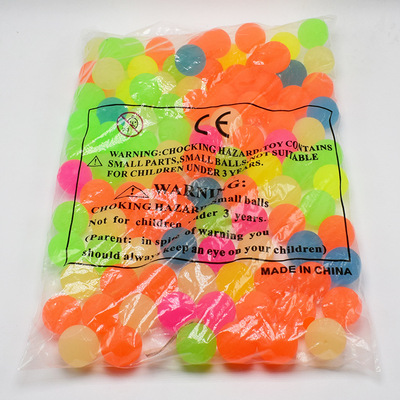 CE
WARNING:CHOCKING HAZARD.TOY CONTAINS
SMALL PARTS,SMALL BALLS.NOT SUITABLE
FOR CHILDREN UNDER 3 YEARS.
WARNING:
CHOKING HAZARD.small balls
Not for children under 3 years.
(Parent: in spite of warning you
should always keep an eye on your children)
MADE IN CHINA